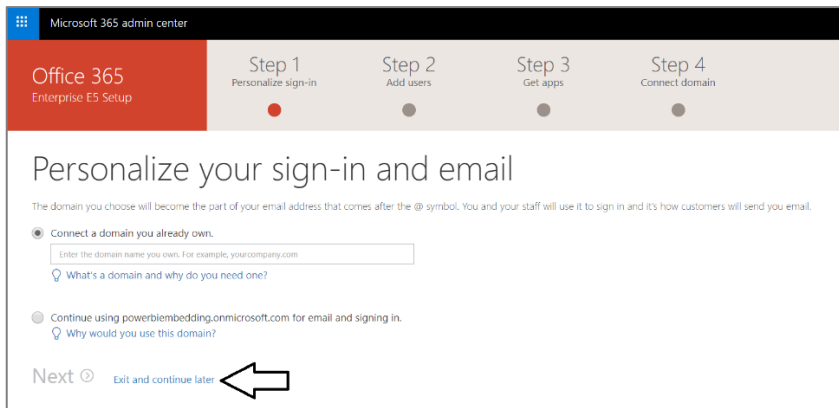 Microsoft 365 admin center
Office 365
Enterprise E5 Setup
Step 1
Personalize sign-in
Step 2
Add users
Step 3
Get apps
Step 4
Connect domain
Personalize your sign-in and email
The domain you choose will become the part of your email address that comes after the @ symbol. You and your staff will use it to sign in and it's how customers will send you email.
Connect a domain you already own.
Enter the domain name you own. For example, yourcompany.com
What's a domain and why do you need one?
Continue using powerbiembedding.onmicrosoft.com for email and signing in.
Why would you use this domain?
Next
Exit and continue later